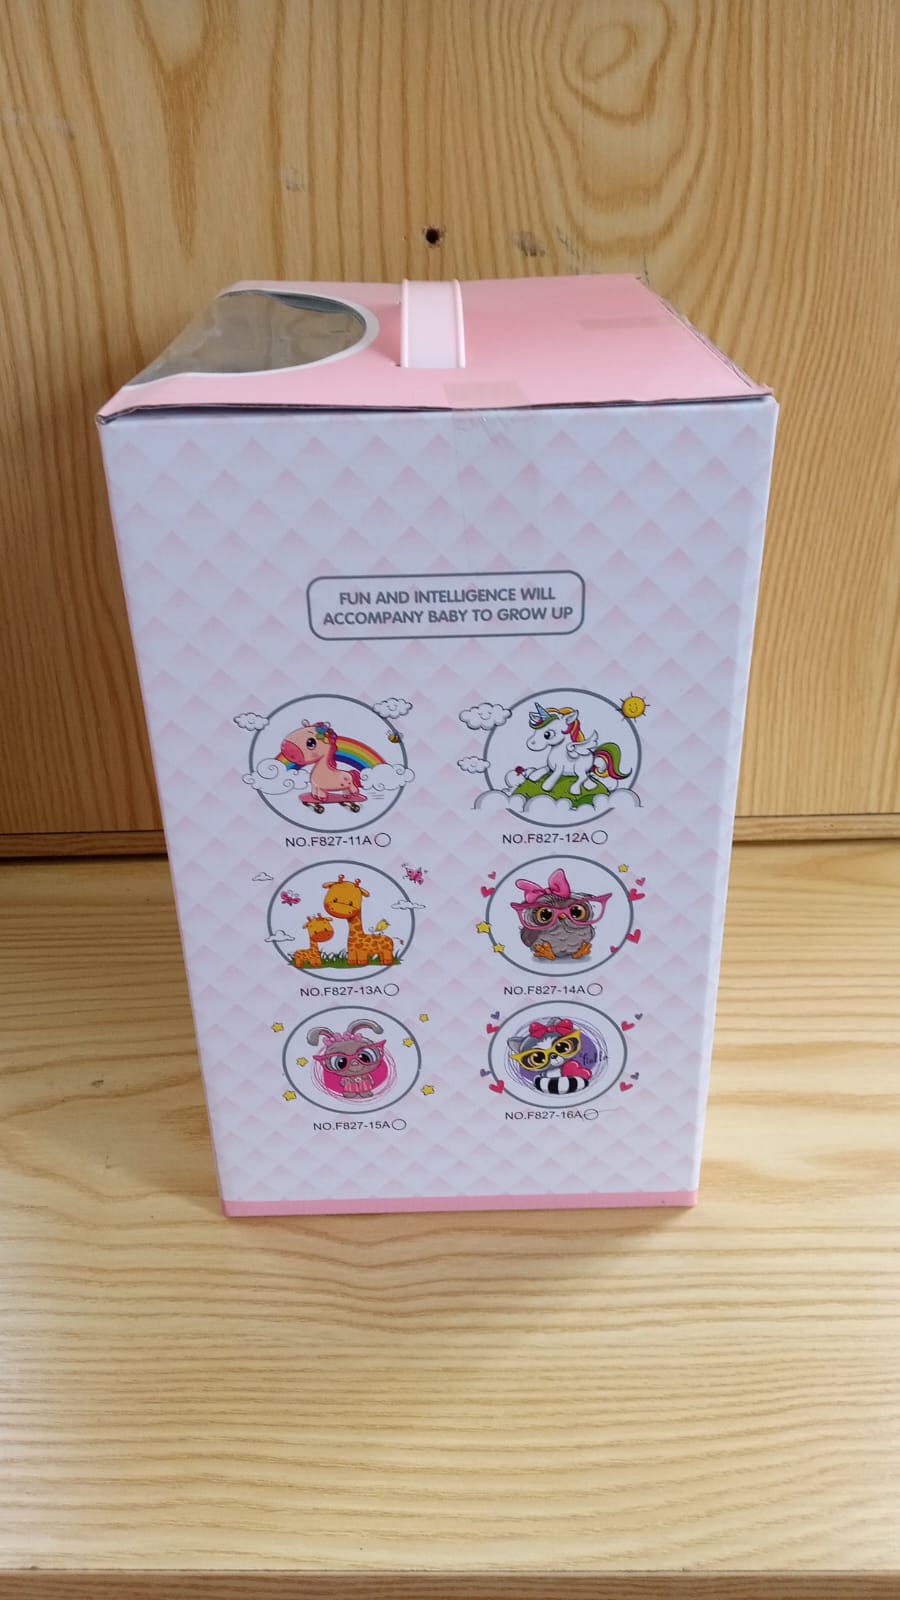 FUN AND INTELLIGENCE WILL
ACCOMPANY BABY TO GROW UP
NO.F827-11A
NO.F827-12A
NO.F827-13A
NO.F827-14A
NO.F827-15A
hello
NO.F827-16A